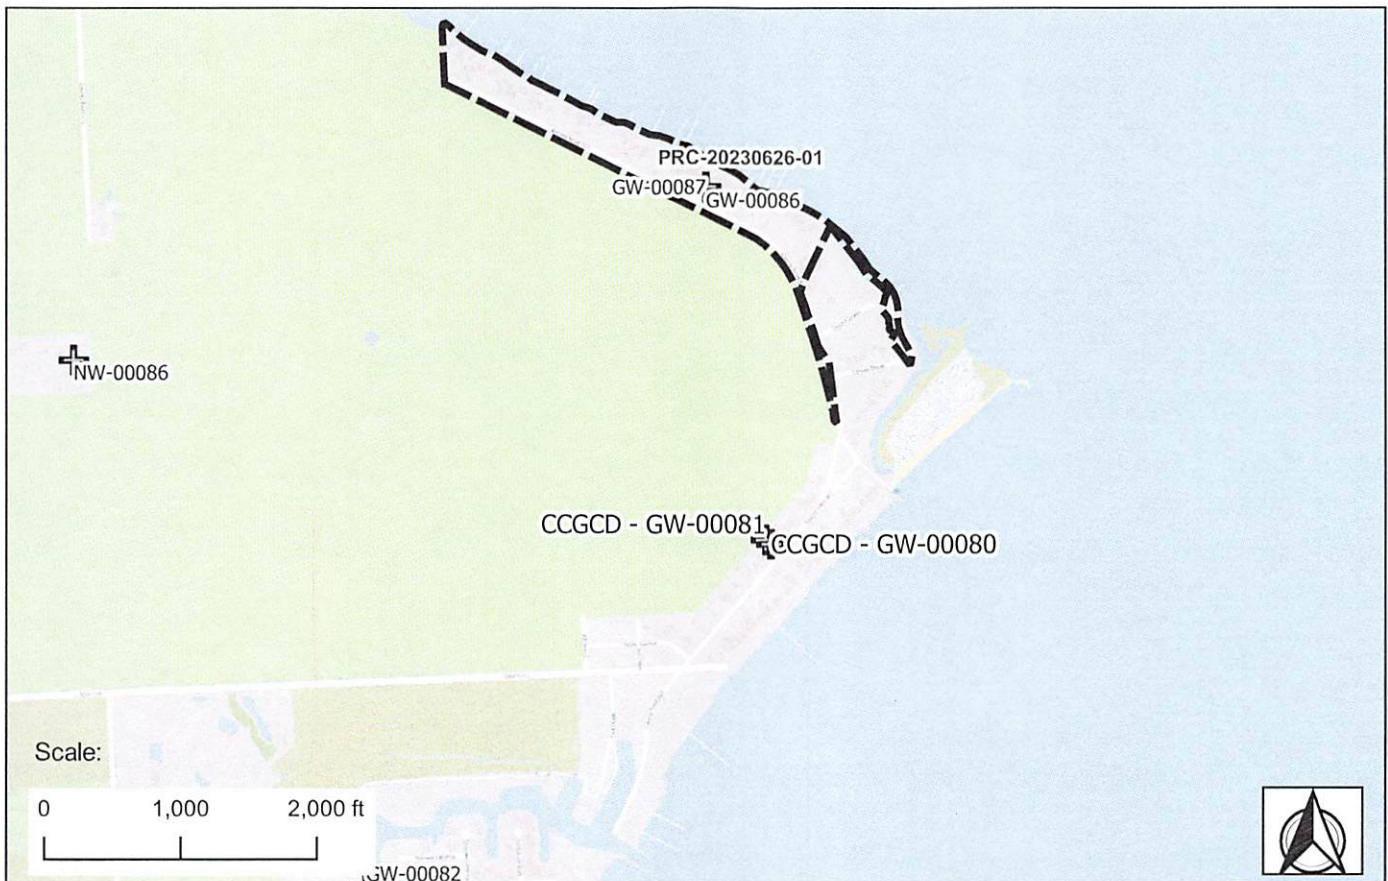 PRC-20230626-01
GW-00087
GW-00086
NW-00086
CCGCD - GW-00081
CCGCD - GW-00080
Scale:
0 1,000 2,000 ft
GW-00082